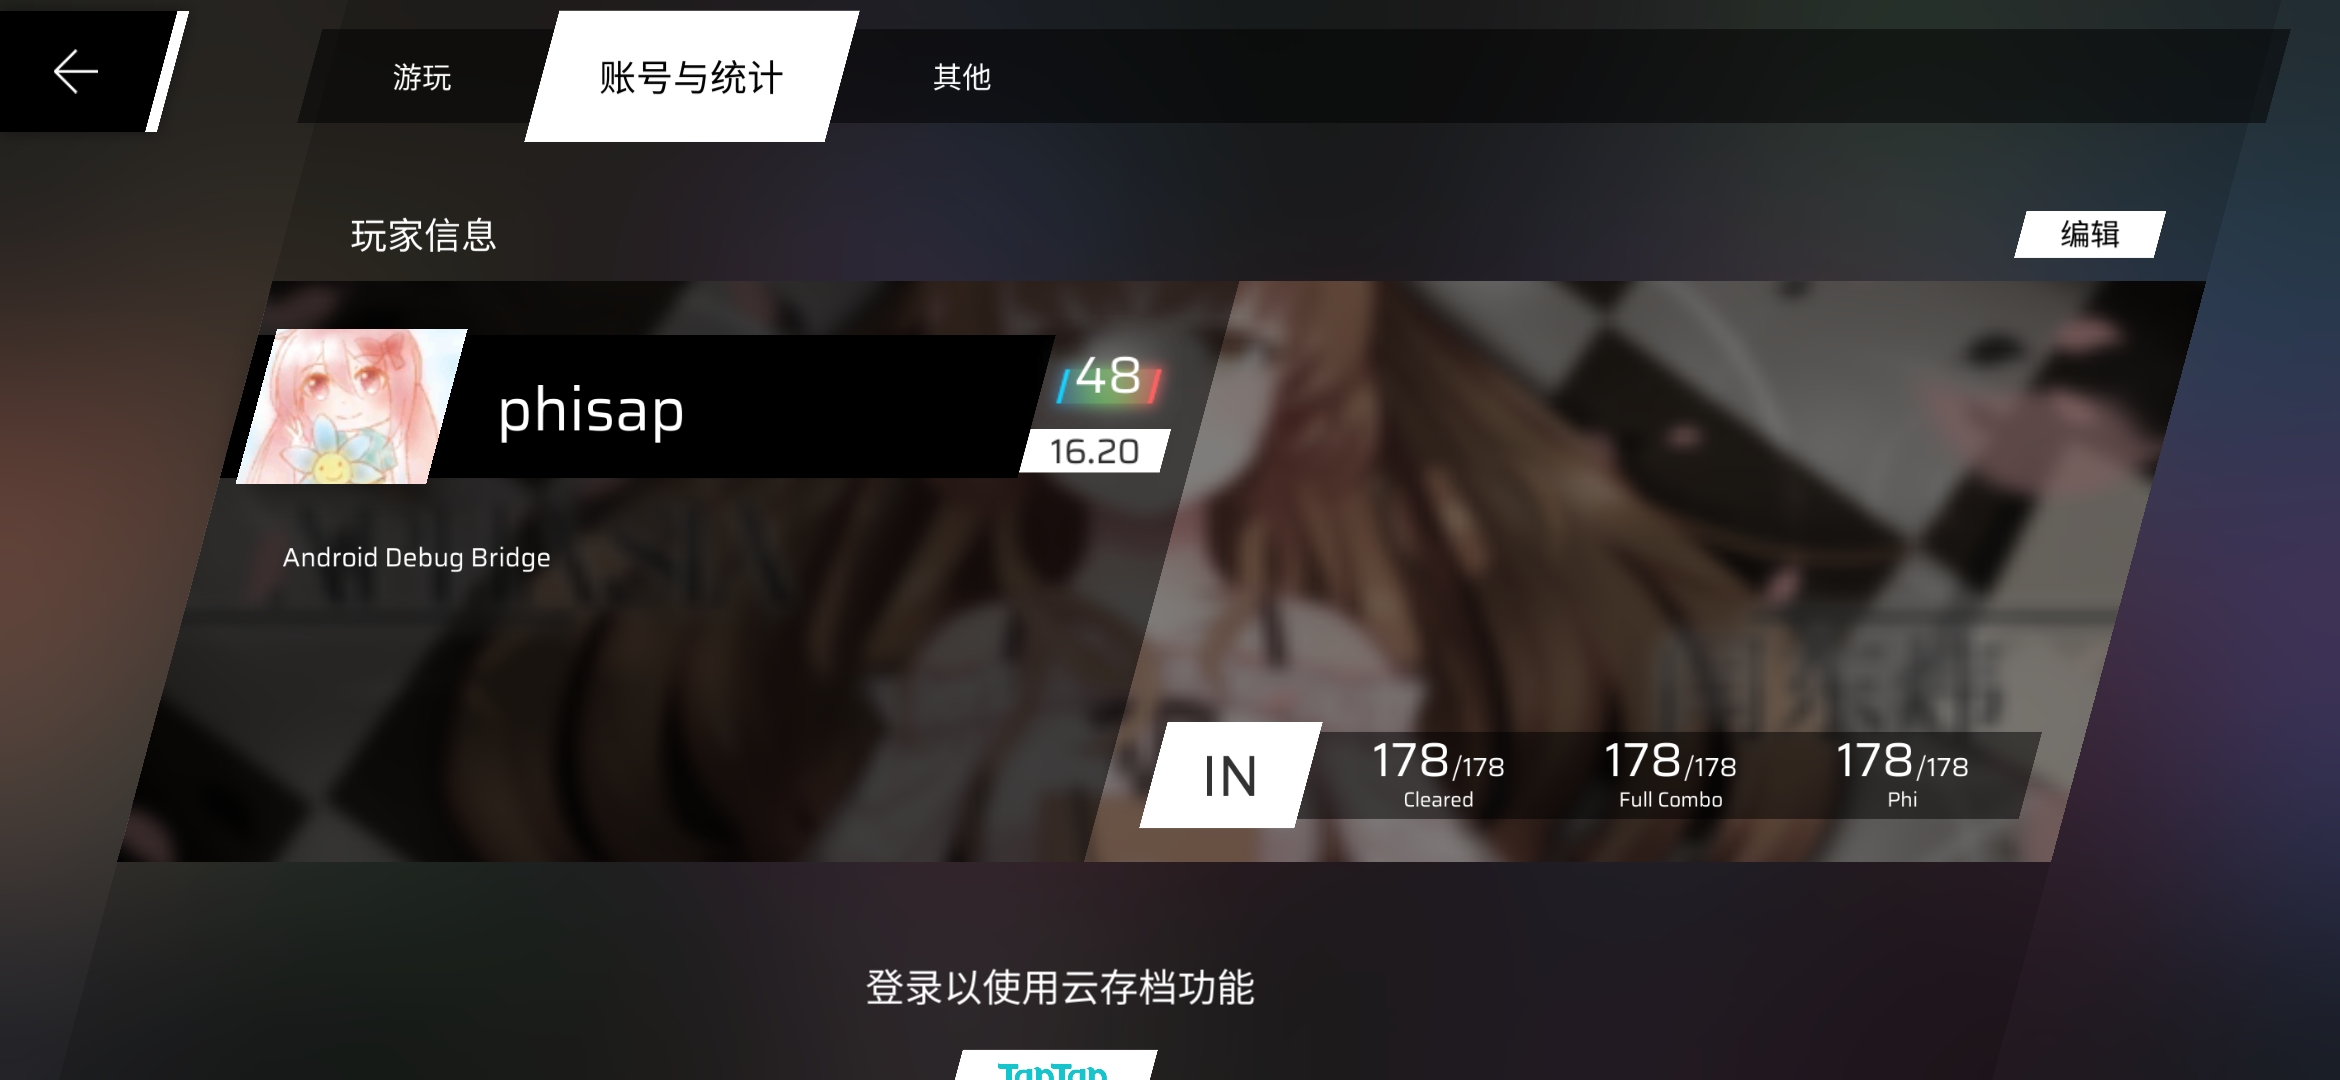 游玩
账号与统计
其他
玩家信息
编辑
phisap
48
16.20
Android Debug Bridge
IN
178/178
Cleared
178/178
Full Combo
178/178
Phi
登录以使用云存档功能
TapTap